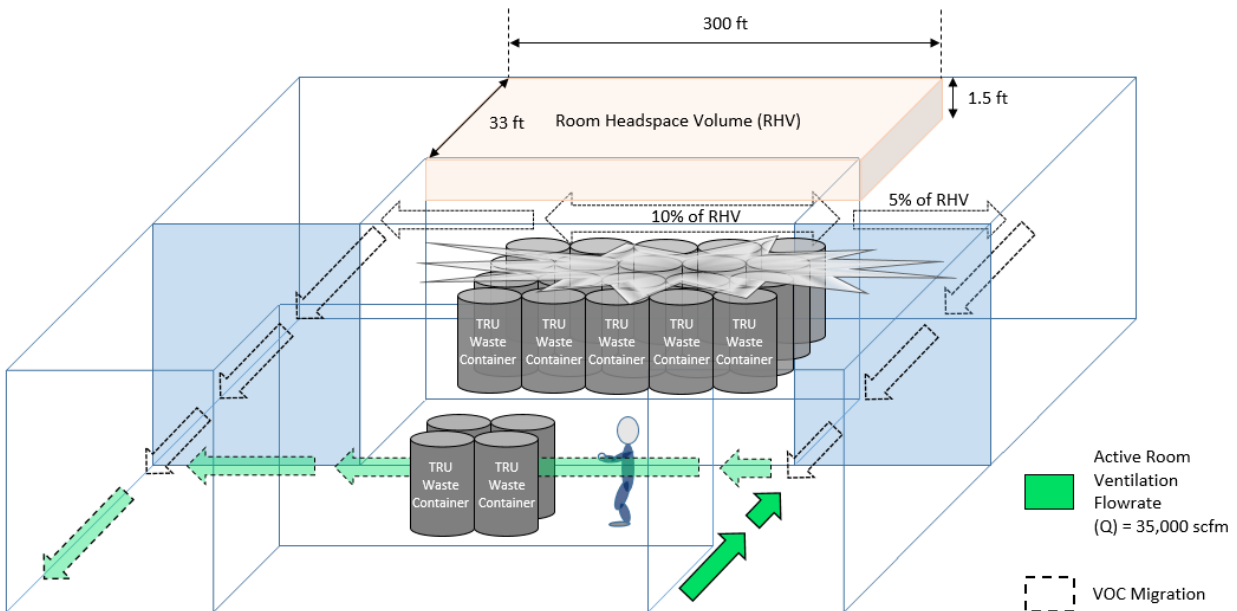 300 ft
1.5 ft
33 ft
Room Headspace Volume (RHV)
10% of RHV
5% of RHV
TRU
Waste
Container
TRU
Waste
Container
TRU
Waste
Container
TRU
Waste
Container
TRU
Waste
Container
TRU
Waste
Container
TRU
Waste
Container
Active Room
Ventilation
Flowrate
(Q) = 35,000 scfm
VOC Migration